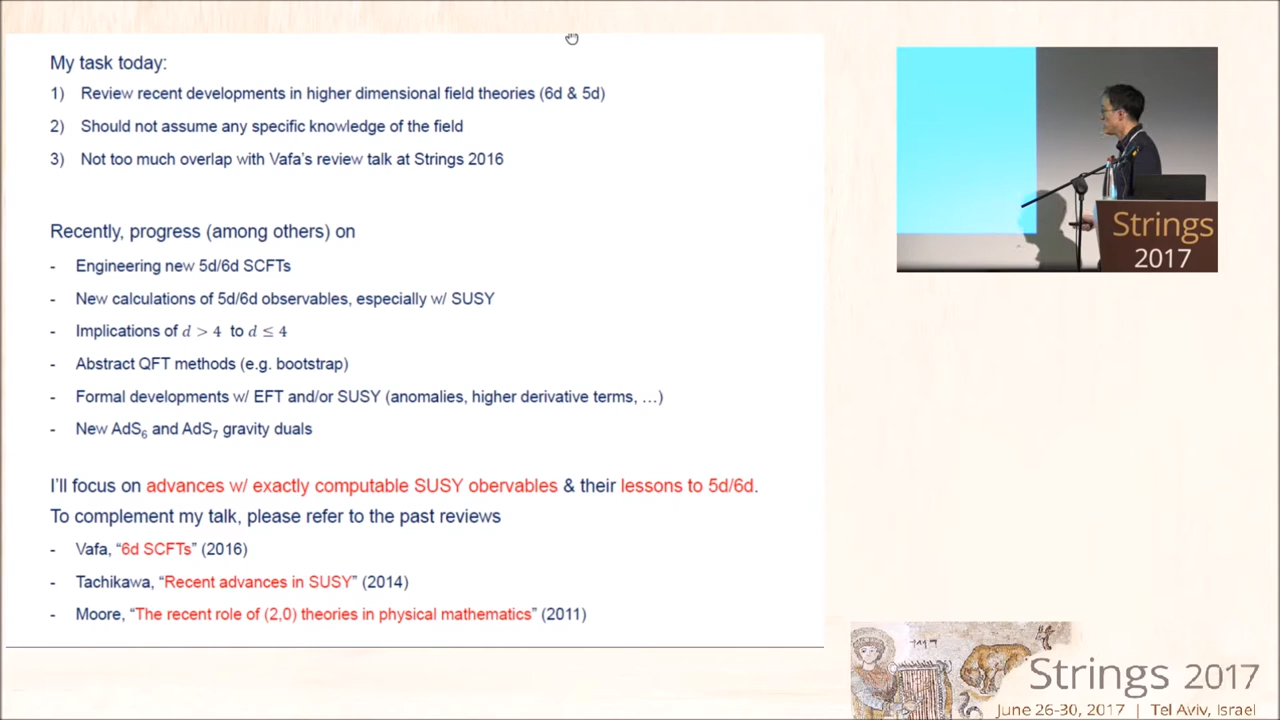 My task today:
1) Review recent developments in higher dimensional field theories (6d & 5d)
2) Should not assume any specific knowledge of the field
3) Not too much overlap with Vafa's review talk at Strings 2016
Recently, progress (among others) on
- Engineering new 5d/6d SCFTs
- New calculations of 5d/6d observables, especially w/ SUSY
- Implications of d > 4 to d ≤ 4
- Abstract QFT methods (e.g. bootstrap)
- Formal developments w/ EFT and/or SUSY (anomalies, higher derivative terms, …)
- New AdS₆ and AdS₇ gravity duals
I'll focus on advances w/ exactly computable SUSY obervables & their lessons to 5d/6d.
To complement my talk, please refer to the past reviews
- Vafa, “6d SCFTs” (2016)
- Tachikawa, “Recent advances in SUSY” (2014)
- Moore, “The recent role of (2,0) theories in physical mathematics” (2011)
Strings
2017
Strings 2017
June 26-30, 2017 | Tel Aviv, Israel